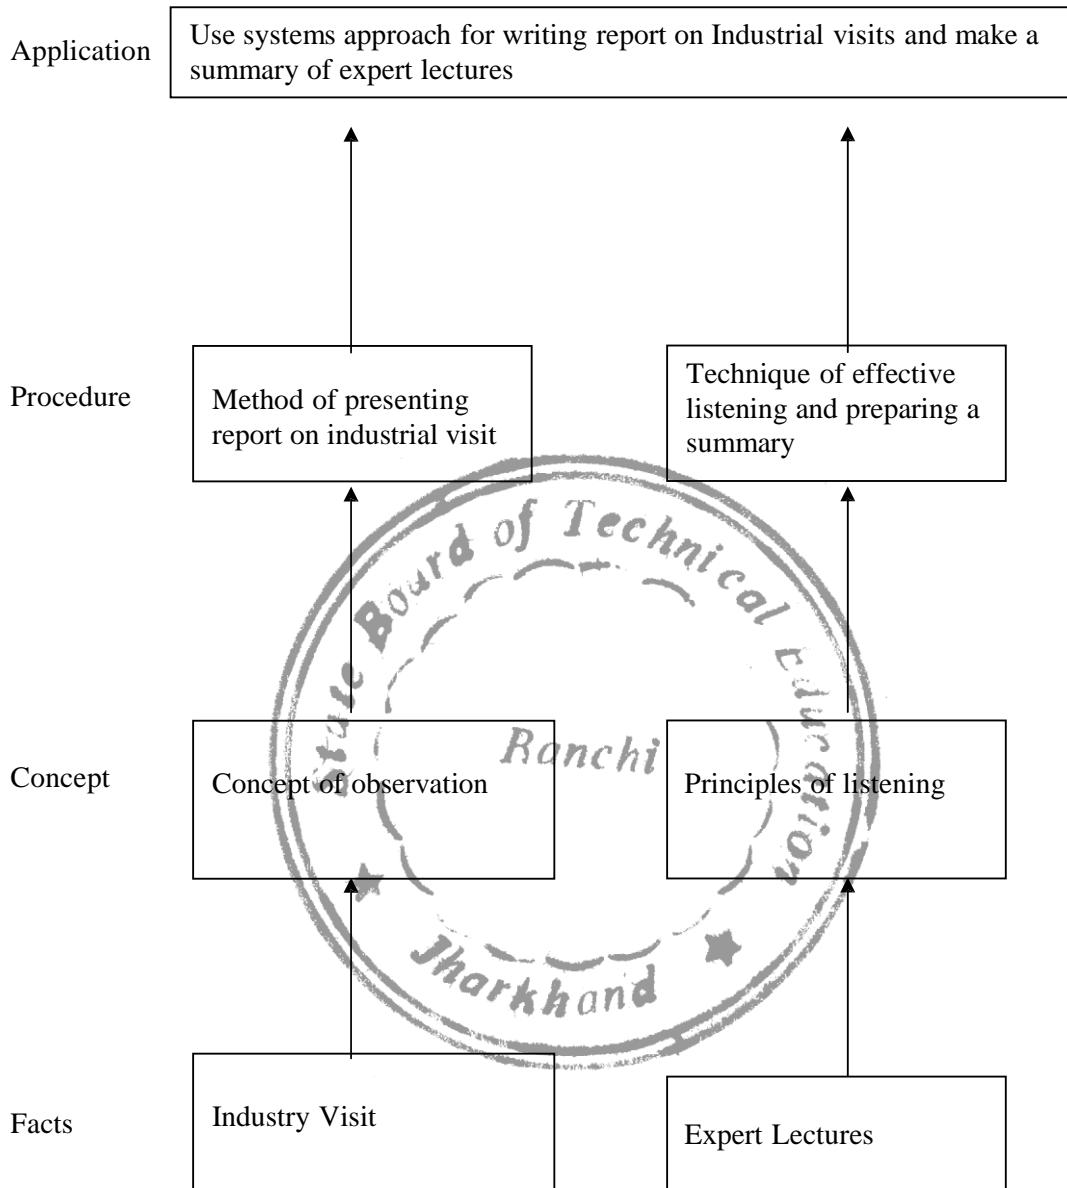 Application
Use systems approach for writing report on Industrial visits and make a
summary of expert lectures
Procedure
Method of presenting
report on industrial visit
Technique of effective
listening and preparing a
summary
State Board of Technical Education
Ranchi
Jharkhand
Concept
Concept of observation
Principles of listening
Facts
Industry Visit
Expert Lectures